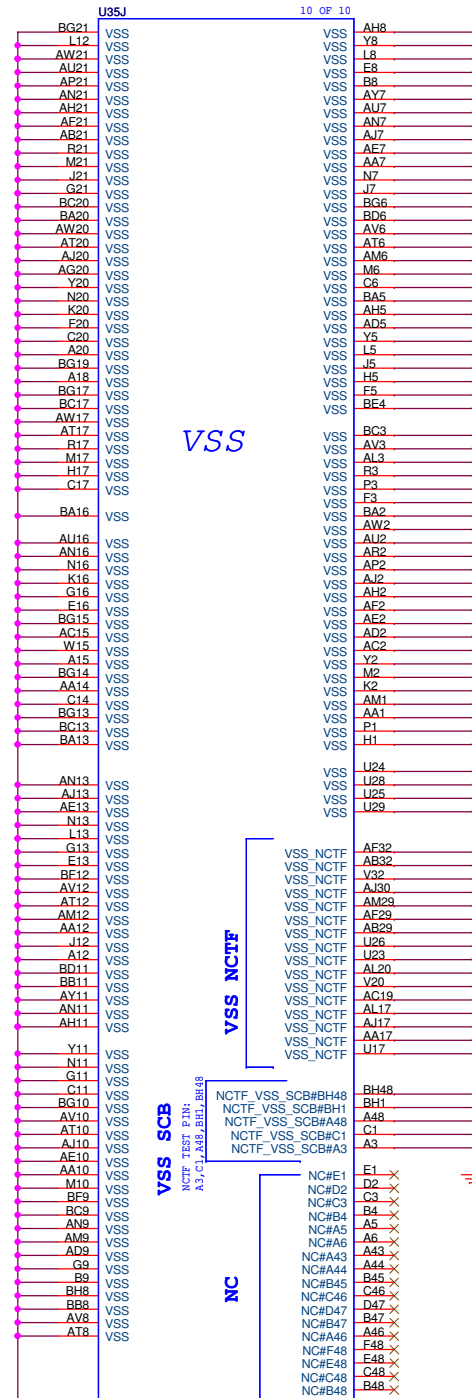 U35J 10 OF 10
BG21 VSS VSS AH8
L12 VSS VSS Y8
AW21 VSS VSS L8
AU21 VSS VSS E8
AP21 VSS VSS B8
AN21 VSS VSS AY7
AH21 VSS VSS AU7
AF21 VSS VSS AN7
AB21 VSS VSS AJ7
R21 VSS VSS AE7
M21 VSS VSS AA7
J21 VSS VSS N7
G21 VSS VSS J7
BC20 VSS VSS BG6
BA20 VSS VSS BD6
AW20 VSS VSS AV6
AT20 VSS VSS AT6
AJ20 VSS VSS AM6
AG20 VSS VSS M6
Y20 VSS VSS C6
N20 VSS VSS BA5
K20 VSS VSS AH5
F20 VSS VSS AD5
C20 VSS VSS Y5
A20 VSS VSS L5
BG19 VSS VSS J5
A18 VSS VSS H5
BG17 VSS VSS F5
BC17 VSS VSS BE4
AW17 VSS
AT17 VSS VSS BC3
VSS
R17 VSS VSS AV3
M17 VSS VSS AL3
H17 VSS VSS R3
C17 VSS VSS P3
VSS F3
BA16 VSS VSS BA2
VSS AW2
AU16 VSS VSS AU2
AN16 VSS VSS AR2
N16 VSS VSS AP2
K16 VSS VSS AJ2
G16 VSS VSS AH2
E16 VSS VSS AF2
BG15 VSS VSS AE2
AC15 VSS VSS AD2
W15 VSS VSS AC2
A15 VSS VSS Y2
BG14 VSS VSS M2
AA14 VSS VSS K2
C14 VSS VSS AM1
BG13 VSS VSS AA1
BC13 VSS VSS P1
BA13 VSS VSS H1
VSS U24
AN13 VSS VSS U28
AJ13 VSS VSS U25
AE13 VSS VSS U29
N13 VSS
L13 VSS
G13 VSS VSS_NCTF AF32
E13 VSS VSS_NCTF AB32
BF12 VSS VSS_NCTF V32
AV12 VSS VSS_NCTF AJ30
AT12 VSS VSS_NCTF AM29
AM12 VSS VSS_NCTF AF29
AA12 VSS VSS_NCTF AB29
J12 VSS VSS_NCTF U26
A12 VSS VSS_NCTF U23
BD11 VSS VSS_NCTF AL20
BB11 VSS VSS_NCTF V20
AY11 VSS VSS_NCTF AC19
AN11 VSS VSS_NCTF AL17
AH11 VSS VSS_NCTF AJ17
VSS_NCTF AA17
Y11 VSS VSS_NCTF U17
VSS NCTF
N11 VSS
G11 VSS
C11 VSS NCTF_VSS_SCB#BH48 BH48
BG10 VSS NCTF_VSS_SCB#BH1 BH1
AV10 VSS NCTF_VSS_SCB#A48 A48
AT10 VSS NCTF_VSS_SCB#C1 C1
AJ10 VSS NCTF_VSS_SCB#A3 A3
VSS SCB
NCTF TEST PIN:
A3,C1,A48,BH1,BH48
AE10 VSS
AA10 VSS NC#E1 E1
M10 VSS NC#D2 D2
BF9 VSS NC#C3 C3
BC9 VSS NC#B4 B4
AN9 VSS NC#A5 A5
AM9 VSS NC#A6 A6
AD9 VSS NC#A43 A43
G9 VSS NC#A44 A44
B9 VSS NC#B45 B45
BH8 VSS NC#C46 C46
BB8 VSS NC#D47 D47
AV8 VSS NC#B47 B47
AT8 VSS NC#A46 A46
NC#F48 F48
NC#E48 E48
NC#C48 C48
NC#B48 B48
NC